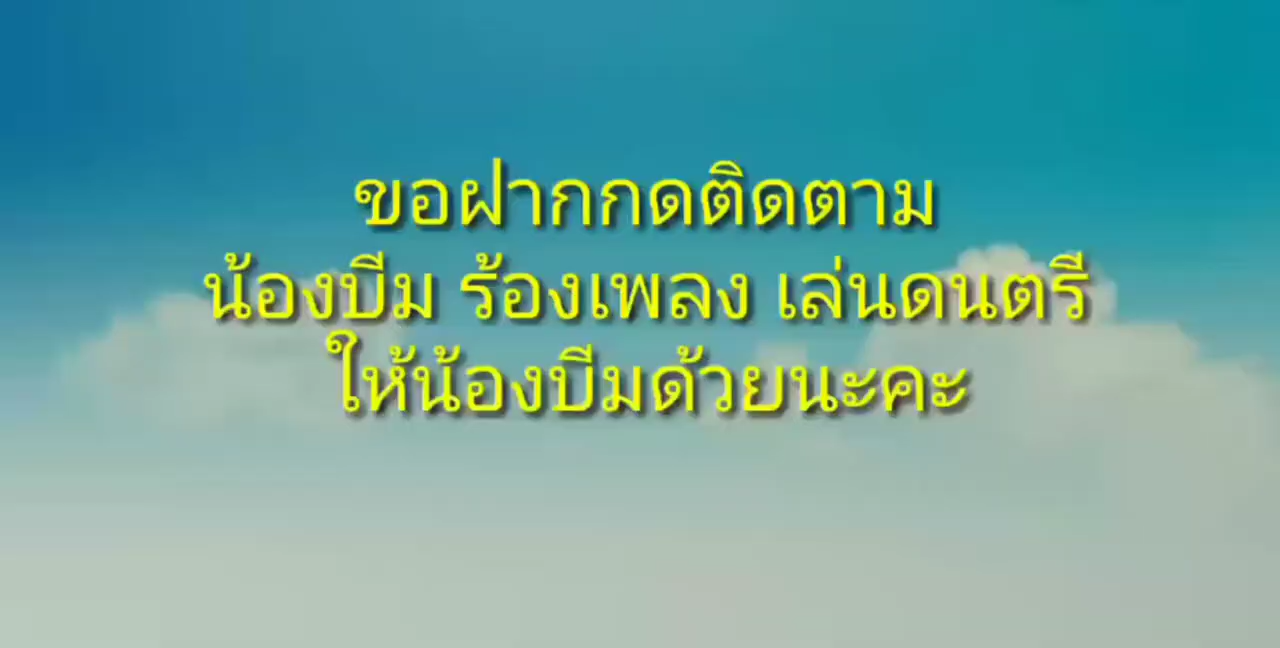 ขอฝากกดติดตาม
น้องบีม ร้องเพลง เล่นดนตรี
ให้น้องบีมด้วยนะคะ